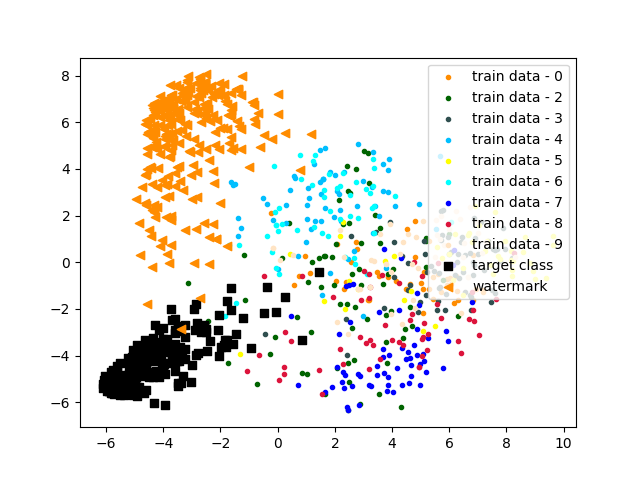 8
6
4
2
0
−2
−4
−6
−6 −4 −2 0 2 4 6 8 10
train data - 0
train data - 2
train data - 3
train data - 4
train data - 5
train data - 6
train data - 7
train data - 8
train data - 9
target class
watermark